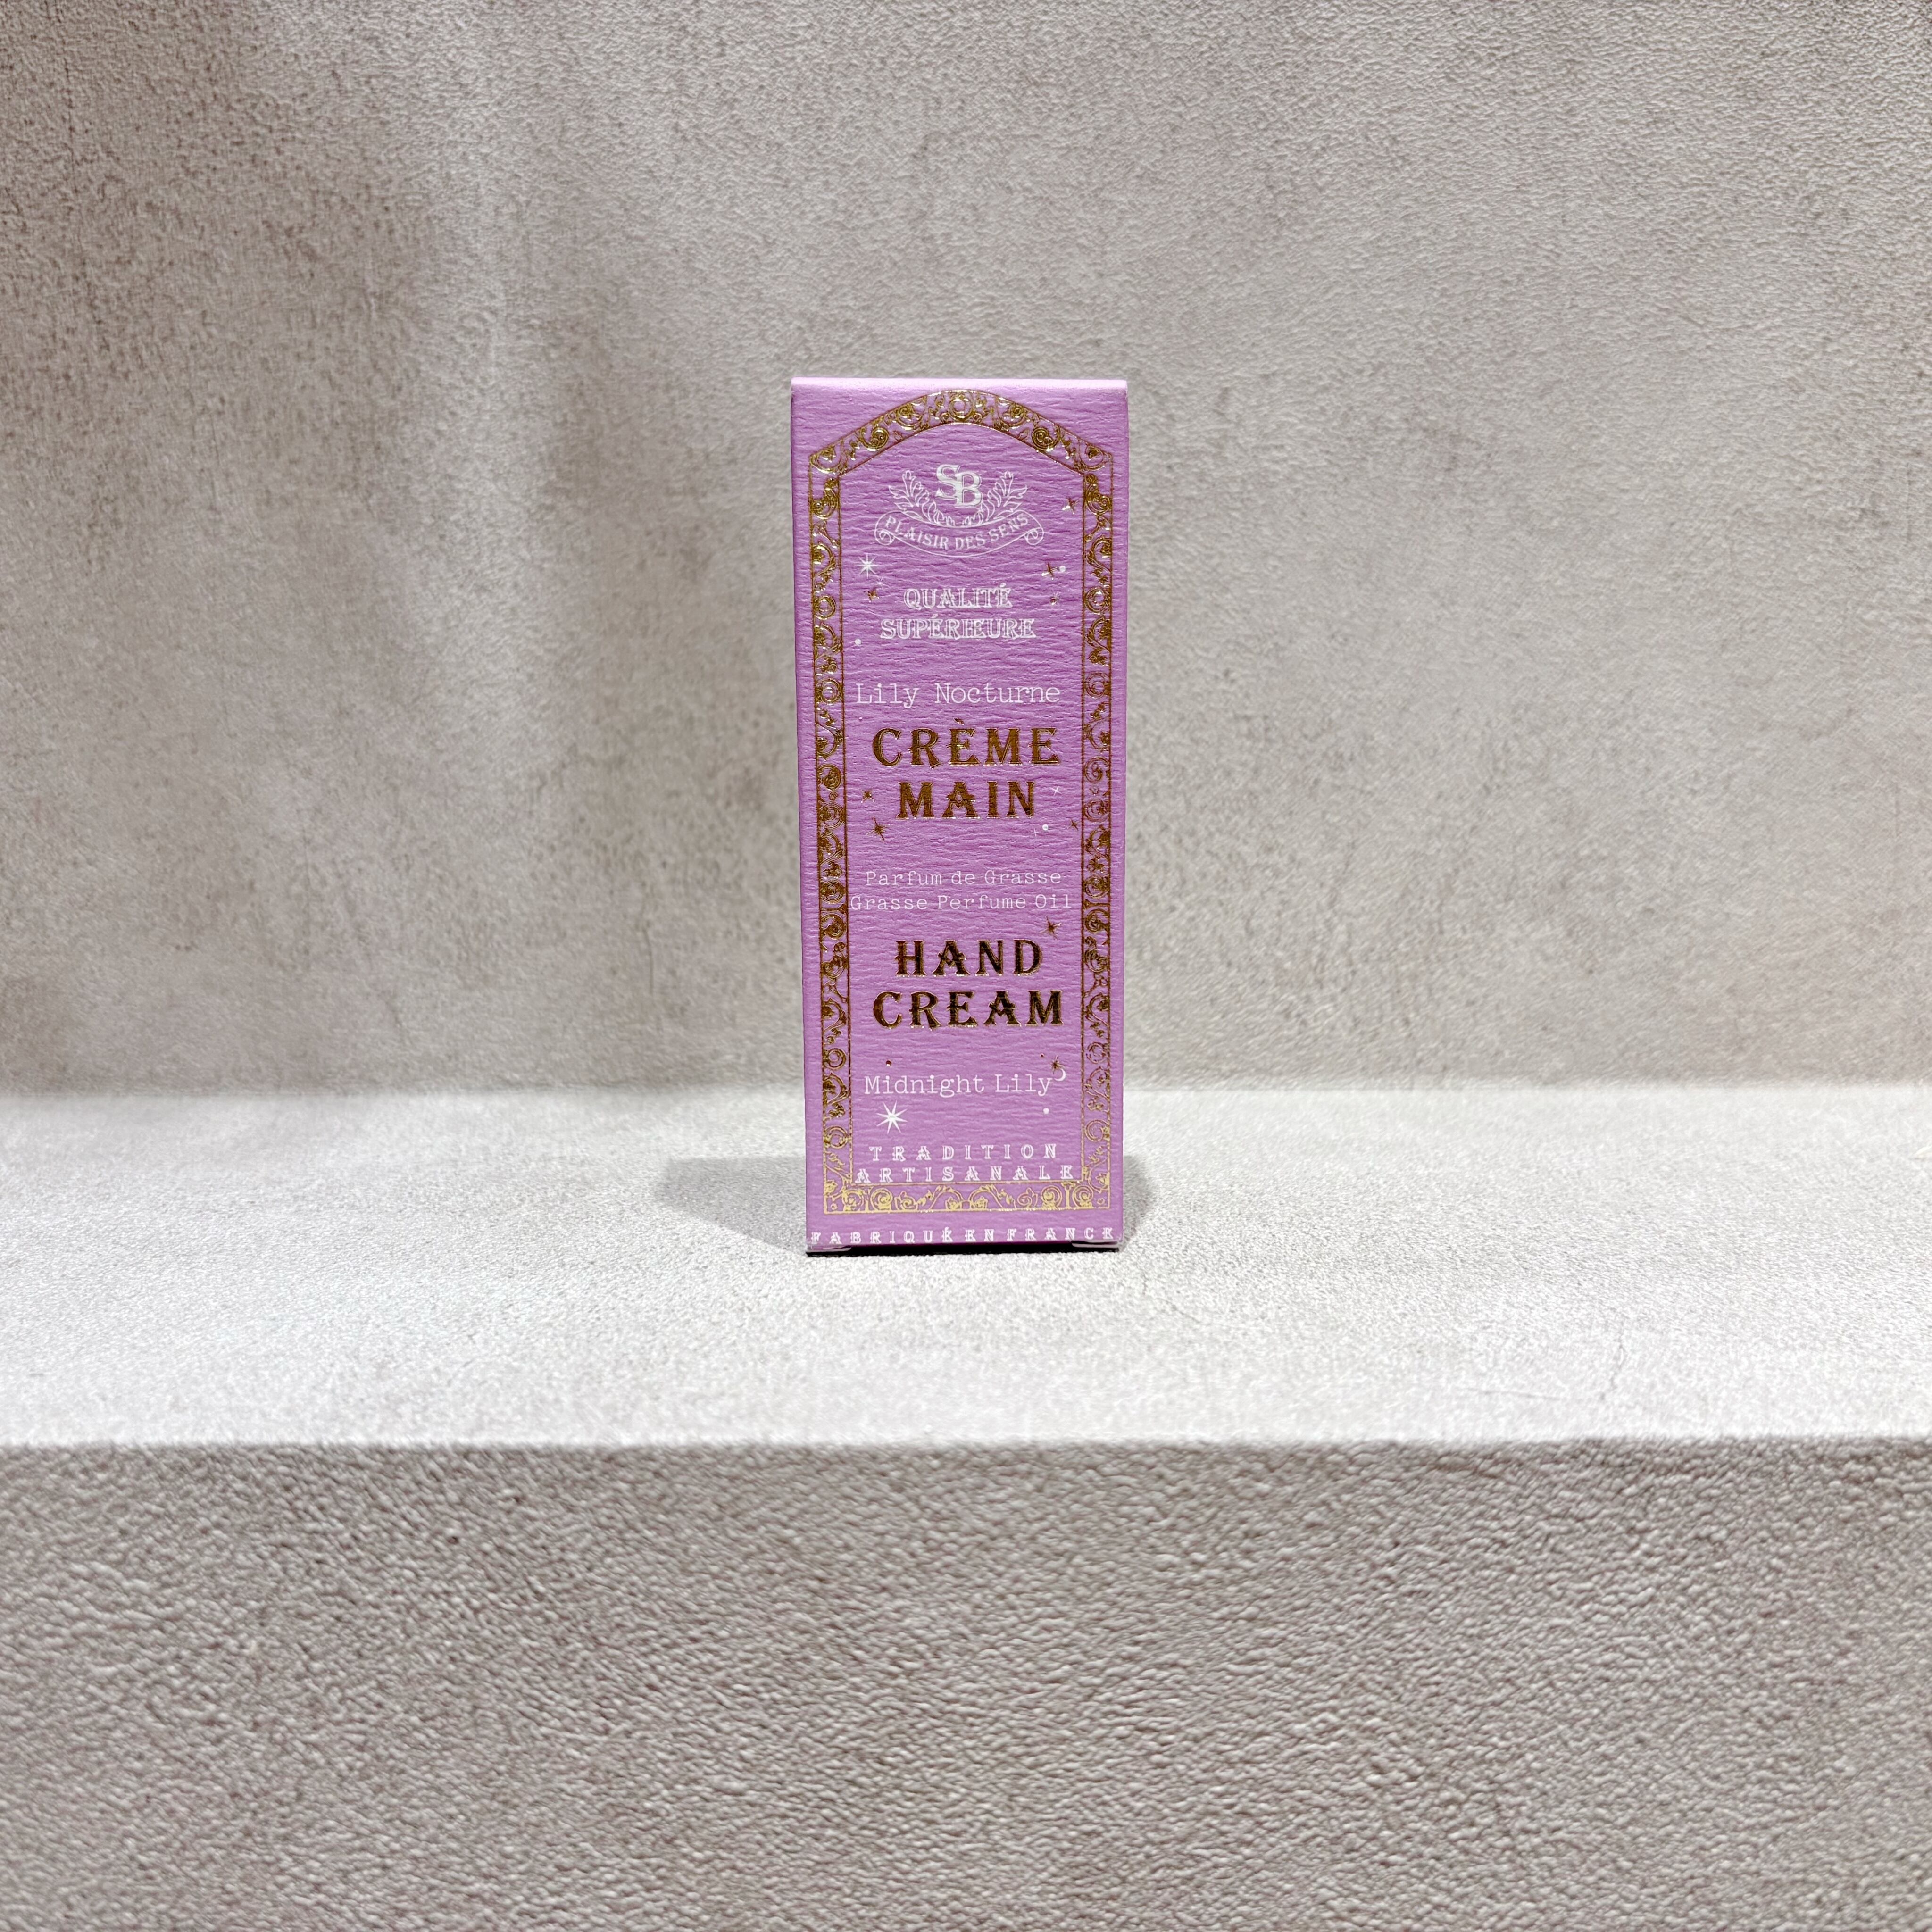 SB
PLAISIR DES SENS
QUALITÉ
SUPÉRIEURE
Lily Nocturne
CRÈME
MAIN
Parfum de Grasse
Grasse Perfume Oil
HAND
CREAM
Midnight Lily
TRADITION
ARTISANALE
FABRIQUÉ EN FRANCE